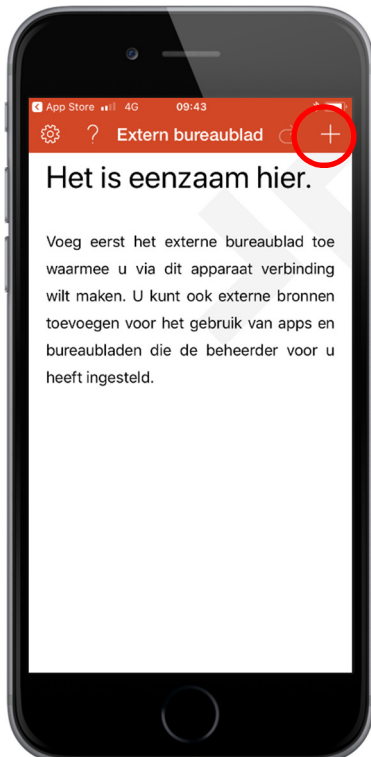 App Store 4G 09:43
? Extern bureaublad +
Het is eenzaam hier.
Voeg eerst het externe bureaublad toe
waarmee u via dit apparaat verbinding
wilt maken. U kunt ook externe bronnen
toevoegen voor het gebruik van apps en
bureaubladen die de beheerder voor u
heeft ingesteld.